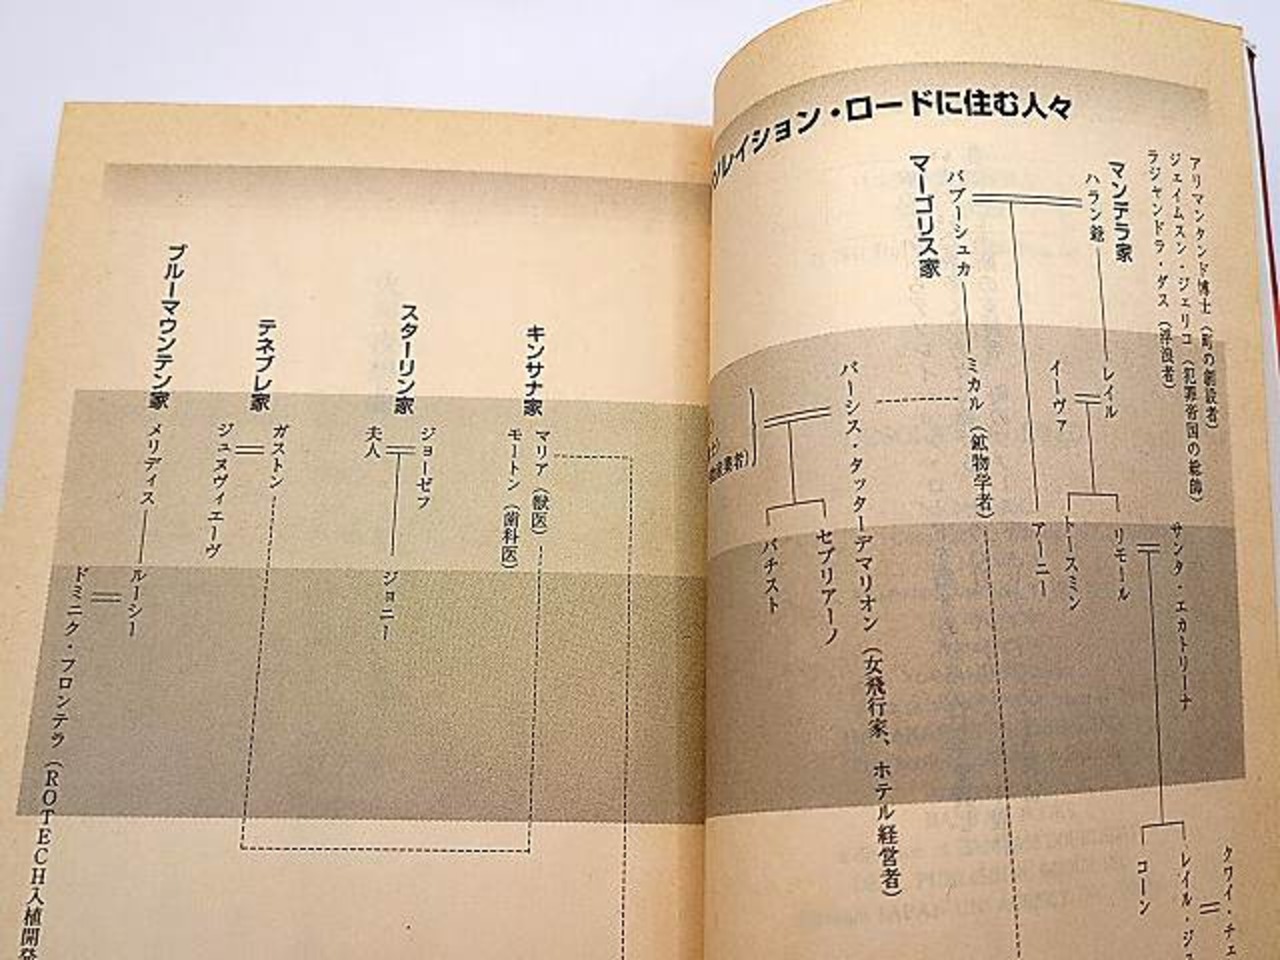 ソレイション・ロードに住む人々
アリマンタンド博士(町の創設者)
ジェイムスン・ジェリコ(犯罪帝国の総帥)
ラジャンドラ・ダス(浮浪者)
マンデラ家
ハラン爺
レイル
イーヴァ
サンタ・エカトリーナ
リモール
トースミン
アーニー
クワイ・チェ
レイル・ジ
コーン
マーゴリス家
バブーシュカ
ミカル(鉱物学者)
パーシス・タッターデマリオン(女飛行家、ホテル経営者)
セブリアーノ
バチスト
キンサナ家
マリア(獣医)
モートン(歯科医)
スターリン家
ジョーゼフ
夫人
ジョニー
テネブレ家
ガストン
ジュヌヴィエーヴ
ブルーマウンテン家
メリディス
ルーシー
ドミニク・フロンテラ(ROTECH入植開発